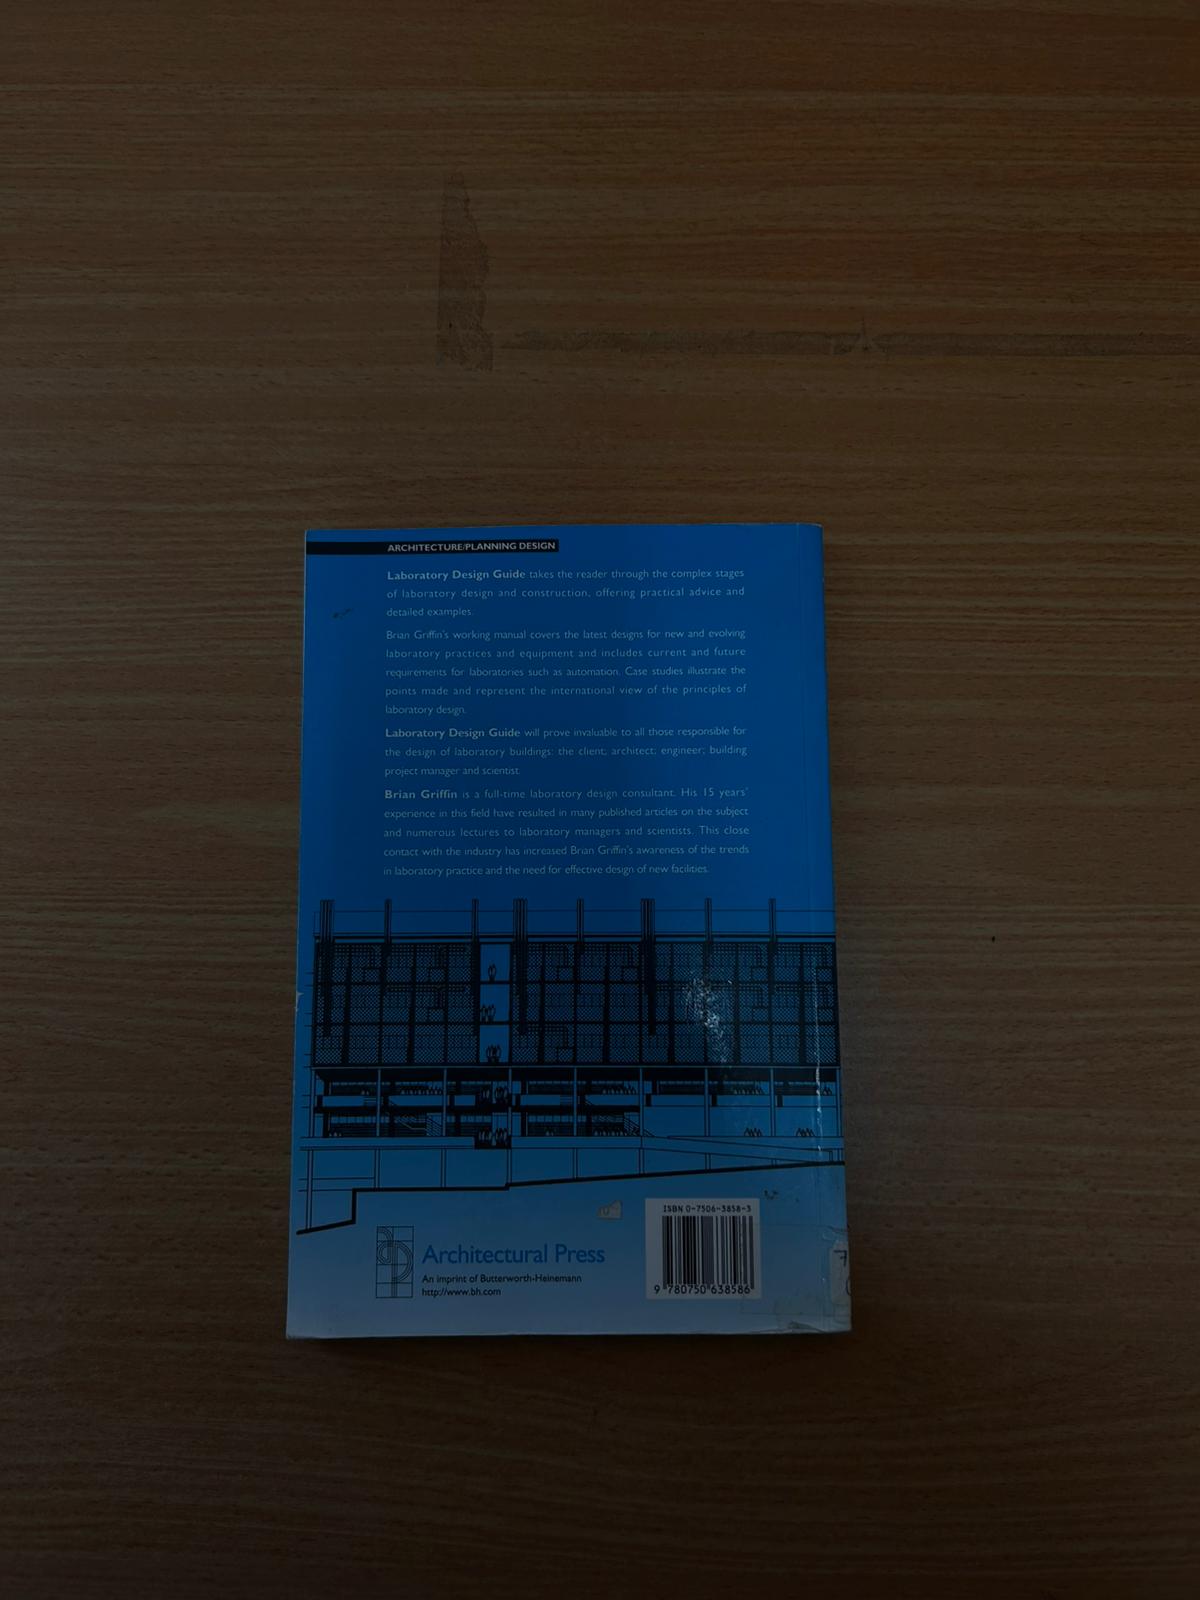 ARCHITECTURE/PLANNING DESIGN
Laboratory Design Guide takes the reader through the complex stages
of laboratory design and construction, offering practical advice and
detailed examples.
Brian Griffin's working manual covers the latest designs for new and evolving
laboratory practices and equipment and includes current and future
requirements for laboratories such as automation. Case studies illustrate the
points made and represent the international view of the principles of
laboratory design.
Laboratory Design Guide will prove invaluable to all those responsible for
the design of laboratory buildings: the client; architect; engineer; building
project manager and scientist.
Brian Griffin is a full-time laboratory design consultant. His 15 years'
experience in this field have resulted in many published articles on the subject
and numerous lectures to laboratory managers and scientists. This close
contact with the industry has increased Brian Griffin's awareness of the trends
in laboratory practice and the need for effective design of new facilities.
Architectural Press
An imprint of Butterworth-Heinemann
http://www.bh.com
ISBN 0-7506-3858-3
9 780750 638586